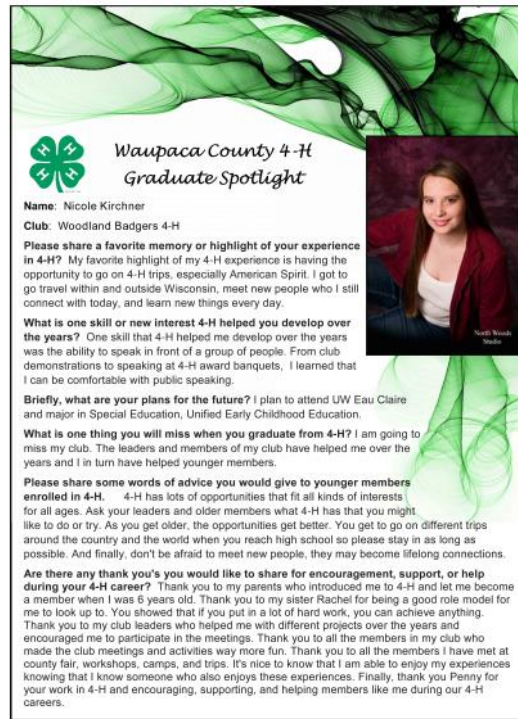 Waupaca County 4-H
Graduate Spotlight
H H
H H
Name: Nicole Kirchner
Club: Woodland Badgers 4-H
Please share a favorite memory or highlight of your experience
in 4-H? My favorite highlight of my 4-H experience is having the
opportunity to go on 4-H trips, especially American Spirit. I got to
go travel within and outside Wisconsin, meet new people who I still
connect with today, and learn new things every day.
North Woods
Studio
What is one skill or new interest 4-H helped you develop over
the years? One skill that 4-H helped me develop over the years
was the ability to speak in front of a group of people. From club
demonstrations to speaking at 4-H award banquets, I learned that
I can be comfortable with public speaking.
Briefly, what are your plans for the future? I plan to attend UW Eau Claire
and major in Special Education, Unified Early Childhood Education.
What is one thing you will miss when you graduate from 4-H? I am going to
miss my club. The leaders and members of my club have helped me over the
years and I in turn have helped younger members.
Please share some words of advice you would give to younger members
enrolled in 4-H. 4-H has lots of opportunities that fit all kinds of interests
for all ages. Ask your leaders and older members what 4-H has that you might
like to do or try. As you get older, the opportunities get better. You get to go on different trips
around the country and the world when you reach high school so please stay in as long as
possible. And finally, don't be afraid to meet new people, they may become lifelong connections.
Are there any thank you's you would like to share for encouragement, support, or help
during your 4-H career? Thank you to my parents who introduced me to 4-H and let me become
a member when I was 6 years old. Thank you to my sister Rachel for being a good role model for
me to look up to. You showed that if you put in a lot of hard work, you can achieve anything.
Thank you to my club leaders who helped me with different projects over the years and
encouraged me to participate in the meetings. Thank you to all the members in my club who
made the club meetings and activities way more fun. Thank you to all the members I have met at
county fair, workshops, camps, and trips. It's nice to know that I am able to enjoy my experiences
knowing that I know someone who also enjoys these experiences. Finally, thank you Penny for
your work in 4-H and encouraging, supporting, and helping members like me during our 4-H
careers.